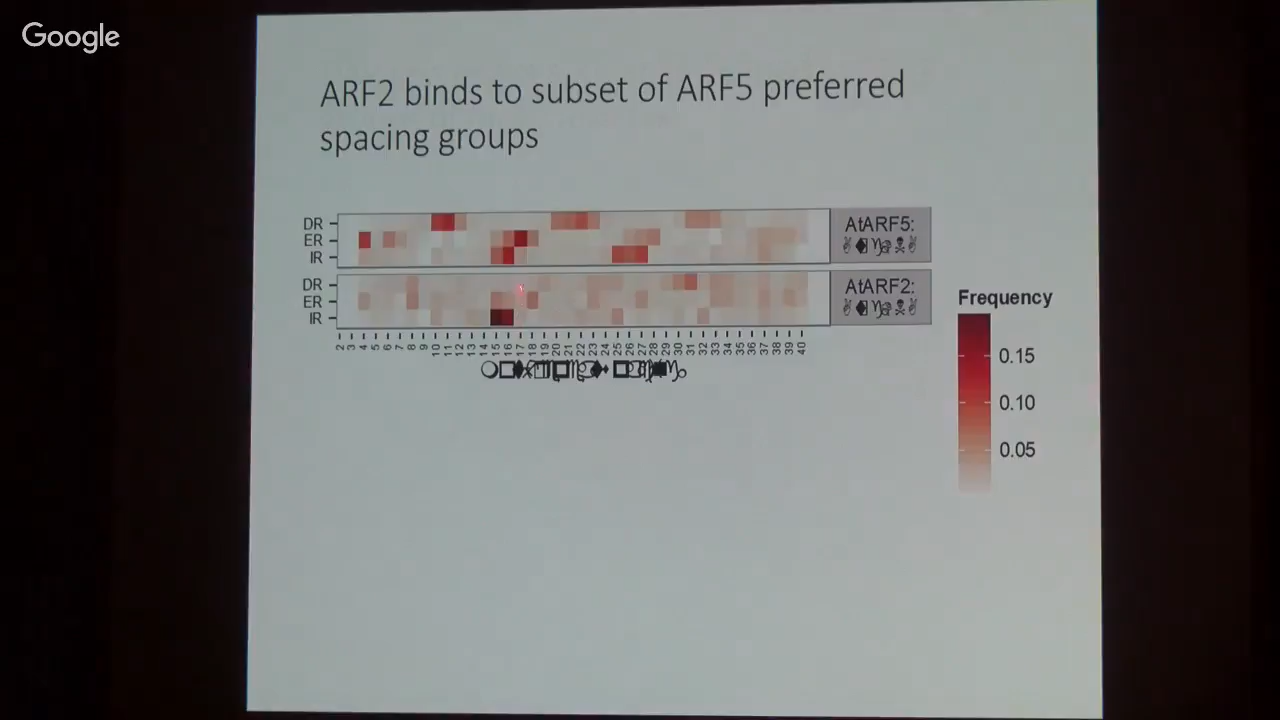 Google
ARF2 binds to subset of ARF5 preferred
spacing groups
DR
ER
IR
AtARF5:
DR
ER
IR
AtARF2:
2 3 4 5 6 7 8 9 10 11 12 13 14 15 16 17 18 19 20 21 22 23 24 25 26 27 28 29 30 31 32 33 34 35 36 37 38 39 40
Frequency
0.15
0.10
0.05